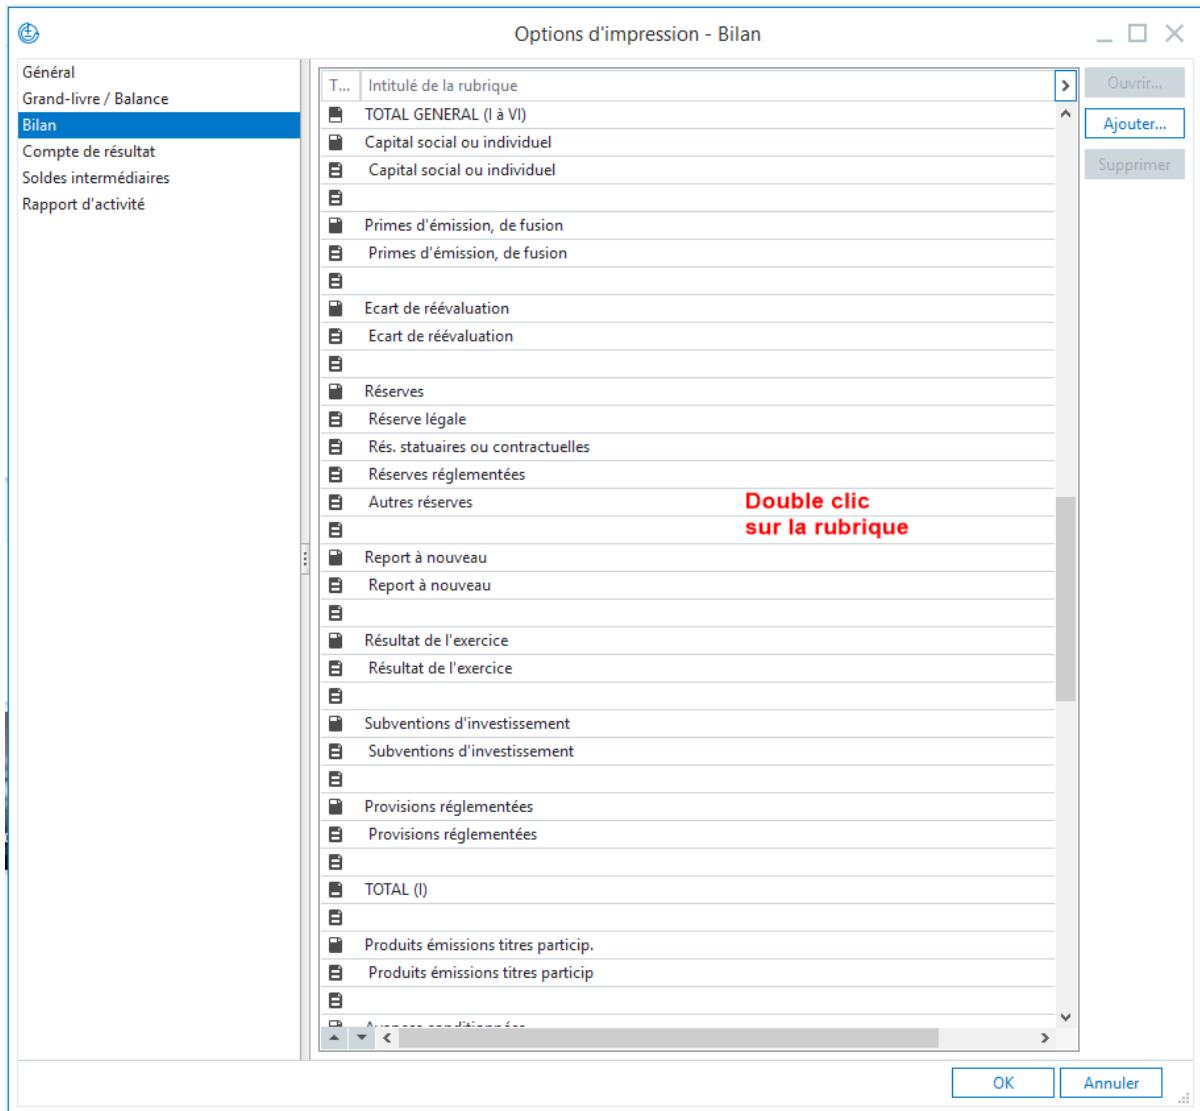 Options d'impression - Bilan
Général
Grand-livre / Balance
Bilan
Compte de résultat
Soldes intermédiaires
Rapport d'activité
T... Intitulé de la rubrique
TOTAL GENERAL (I à VI)
Capital social ou individuel
Capital social ou individuel
Primes d'émission, de fusion
Primes d'émission, de fusion
Ecart de réévaluation
Ecart de réévaluation
Réserves
Réserve légale
Rés. statuaires ou contractuelles
Réserves réglementées
Autres réserves
Double clic
sur la rubrique
Report à nouveau
Report à nouveau
Résultat de l'exercice
Résultat de l'exercice
Subventions d'investissement
Subventions d'investissement
Provisions réglementées
Provisions réglementées
TOTAL (I)
Produits émissions titres particip.
Produits émissions titres particip
Ouvrir...
Ajouter...
Supprimer
OK
Annuler